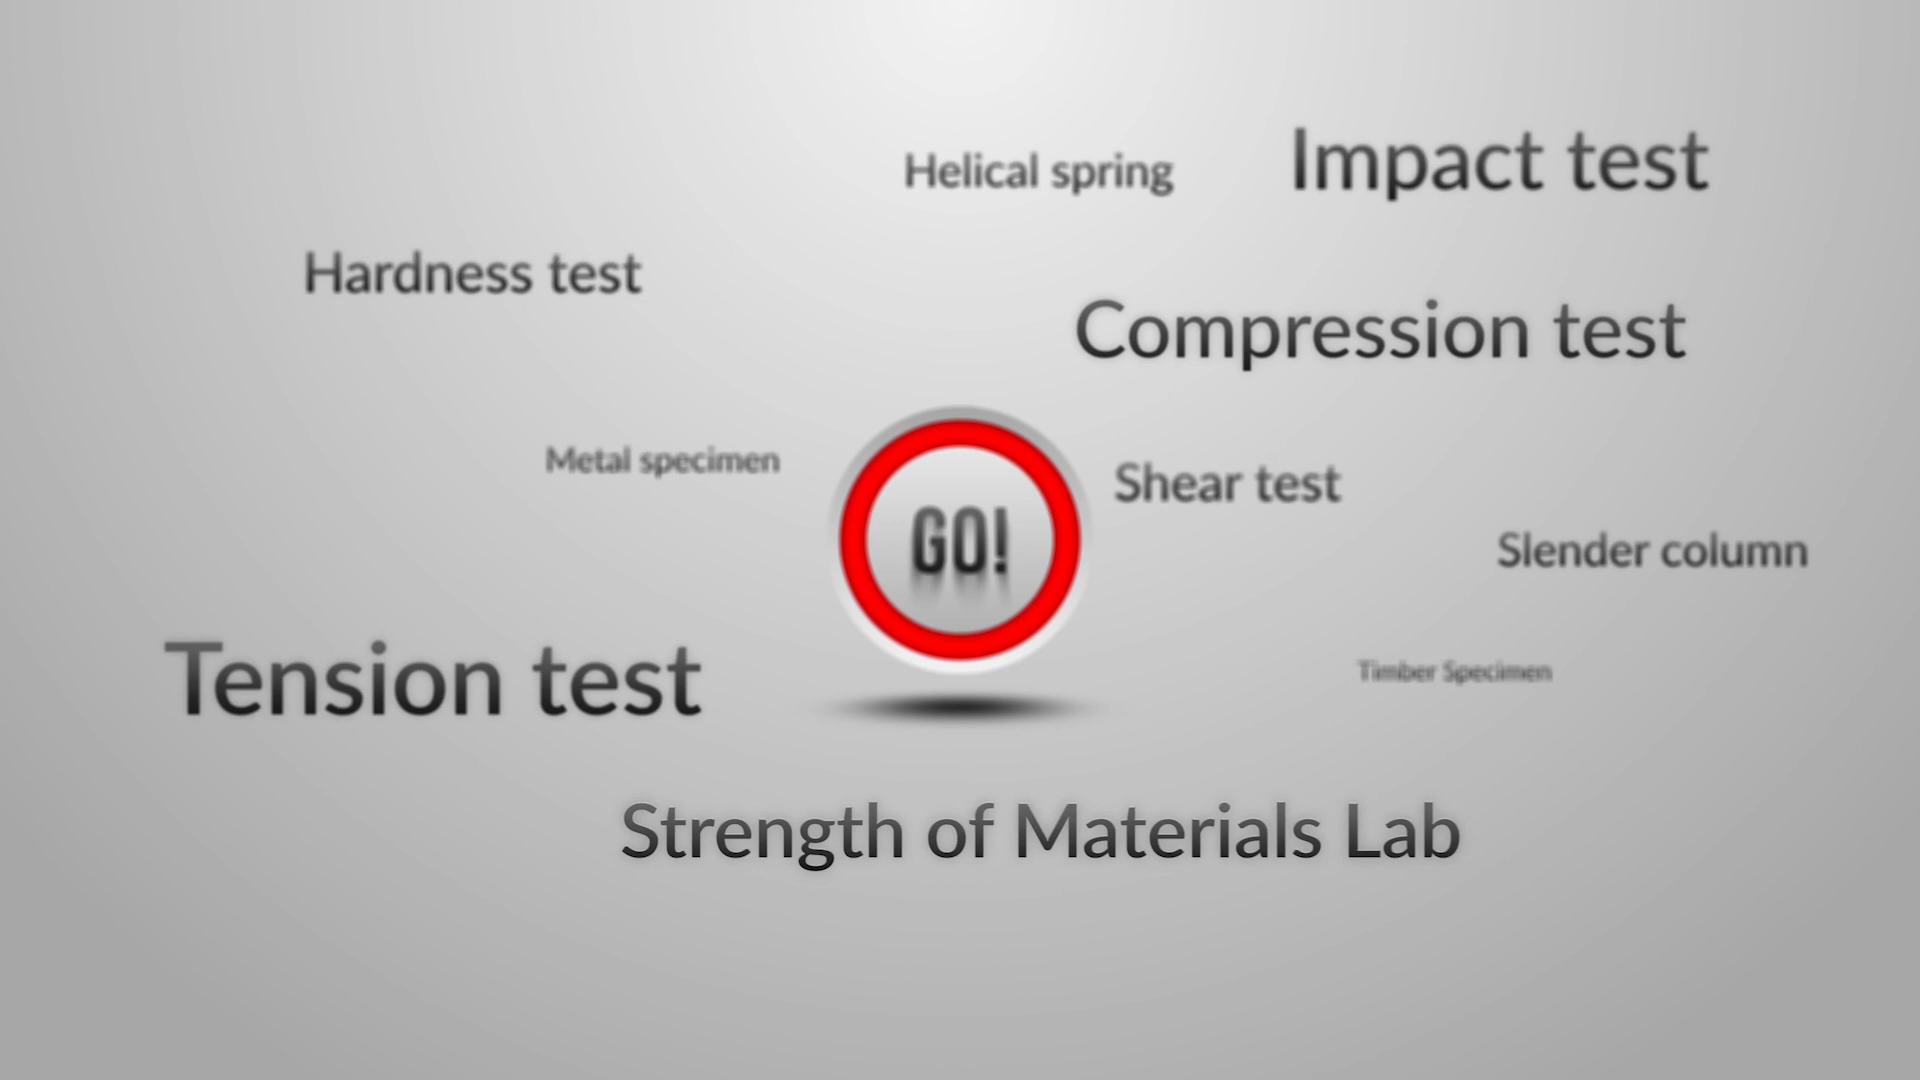 Impact test
Helical spring
Hardness test
Compression test
Metal specimen
Shear test
GO!
Slender column
Tension test
Timber Specimen
Strength of Materials Lab